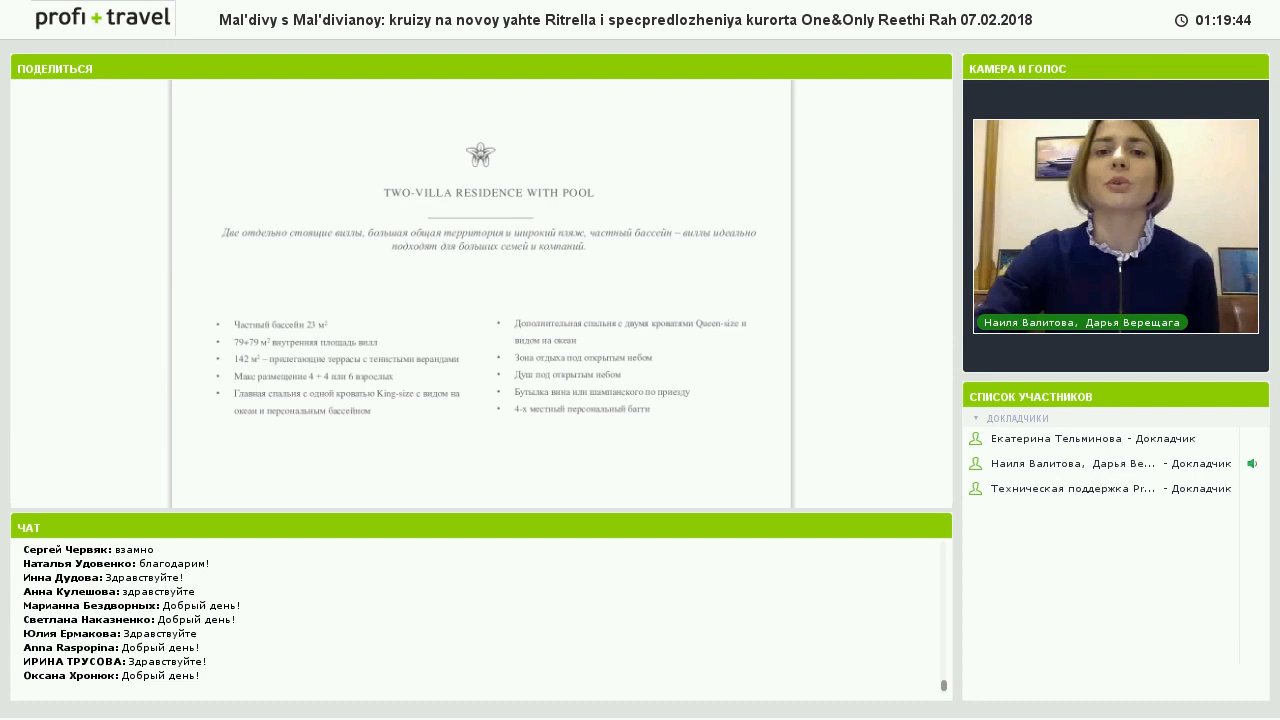 profi + travel
Mal'divy s Mal'divianoy: kruizy na novoy yahte Ritrella i specpredlozheniya kurorta One&Only Reethi Rah 07.02.2018
01:19:44
ПОДЕЛИТЬСЯ
TWO-VILLA RESIDENCE WITH POOL
Две отдельно стоящие виллы, большая общая территория и широкий пляж, частный бассейн – виллы идеально
подходят для больших семей и компаний.
• Частный бассейн 23 м²
• 79+79 м² внутренняя площадь вилл
• 142 м² – прилегающие террасы с тенистыми верандами
• Макс размещение 4 + 4 или 6 взрослых
• Главная спальня с одной кроватью King-size с видом на
океан и персональным бассейном
• Дополнительная спальня с двумя кроватями Queen-size и
видом на океан
• Зона отдыха под открытым небом
• Душ под открытым небом
• Бутылка вина или шампанского по приезду
• 4-х местный персональный багги
КАМЕРА И ГОЛОС
Наиля Валитова, Дарья Верещага
СПИСОК УЧАСТНИКОВ
ДОКЛАДЧИКИ
Екатерина Тельминова - Докладчик
Наиля Валитова, Дарья Ве... - Докладчик
Техническая поддержка Pr... - Докладчик
ЧАТ
Сергей Червяк: взамно
Наталья Удовенко: благодарим!
Инна Дудова: Здравствуйте!
Анна Кулешова: здравствуйте
Марианна Бездворных: Добрый день!
Светлана Наказненко: Добрый день!
Юлия Ермакова: Здравствуйте
Anna Raspopina: Добрый день!
ИРИНА ТРУСОВА: Здравствуйте!
Оксана Хронюк: Добрый день!